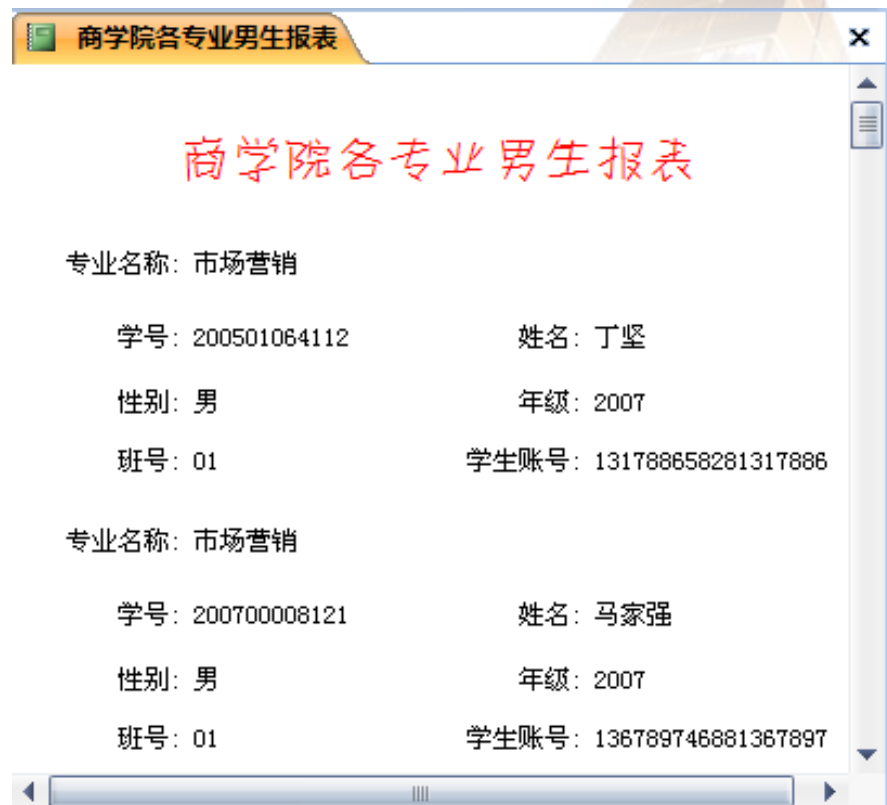 商学院各专业男生报表
商学院各专业男生报表
专业名称: 市场营销
学号: 200501064112 姓名: 丁坚
性别: 男 年级: 2007
班号: 01 学生账号: 131788658281317886
专业名称: 市场营销
学号: 200700008121 姓名: 马家强
性别: 男 年级: 2007
班号: 01 学生账号: 136789746881367897